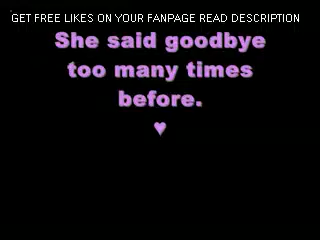 GET FREE LIKES ON YOUR FANPAGE READ DESCRIPTION
She said goodbye
too many times
before.
♥